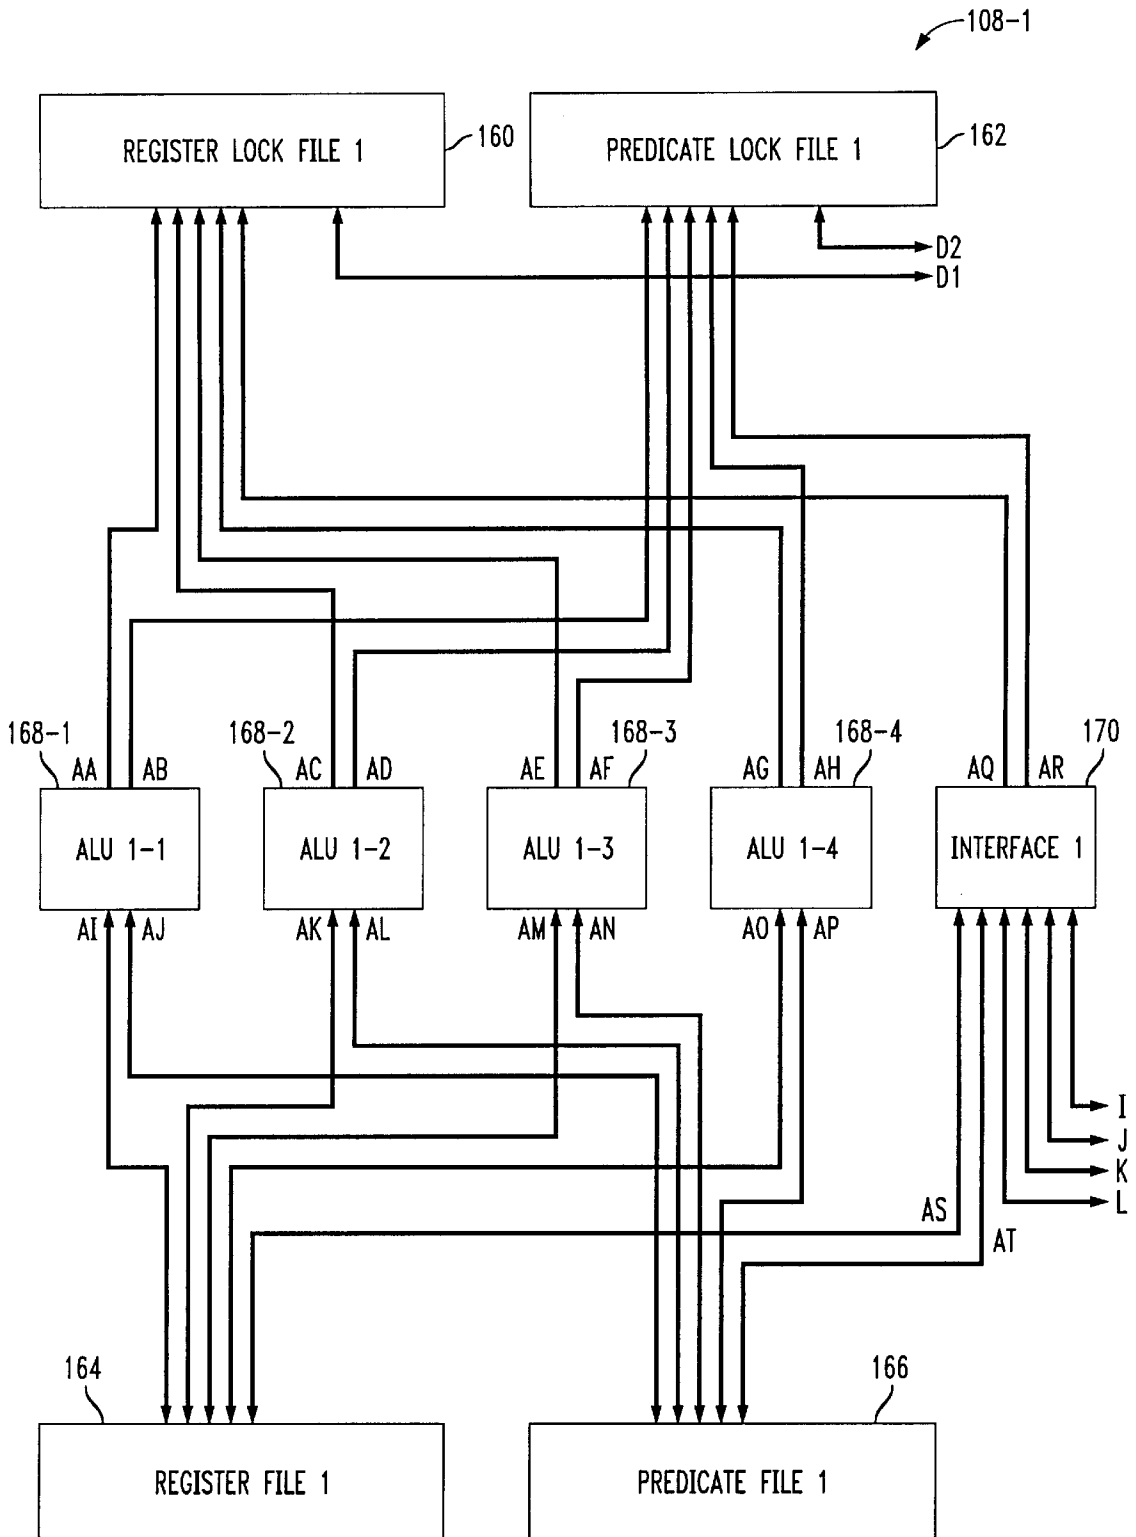 108-1
REGISTER LOCK FILE 1
160
PREDICATE LOCK FILE 1
162
D2
D1
168-1
AA
AB
168-2
AC
AD
AE
AF
168-3
AG
AH
168-4
AQ
AR
170
ALU 1-1
ALU 1-2
ALU 1-3
ALU 1-4
INTERFACE 1
AI
AJ
AK
AL
AM
AN
AO
AP
I
J
K
L
AS
AT
164
166
REGISTER FILE 1
PREDICATE FILE 1